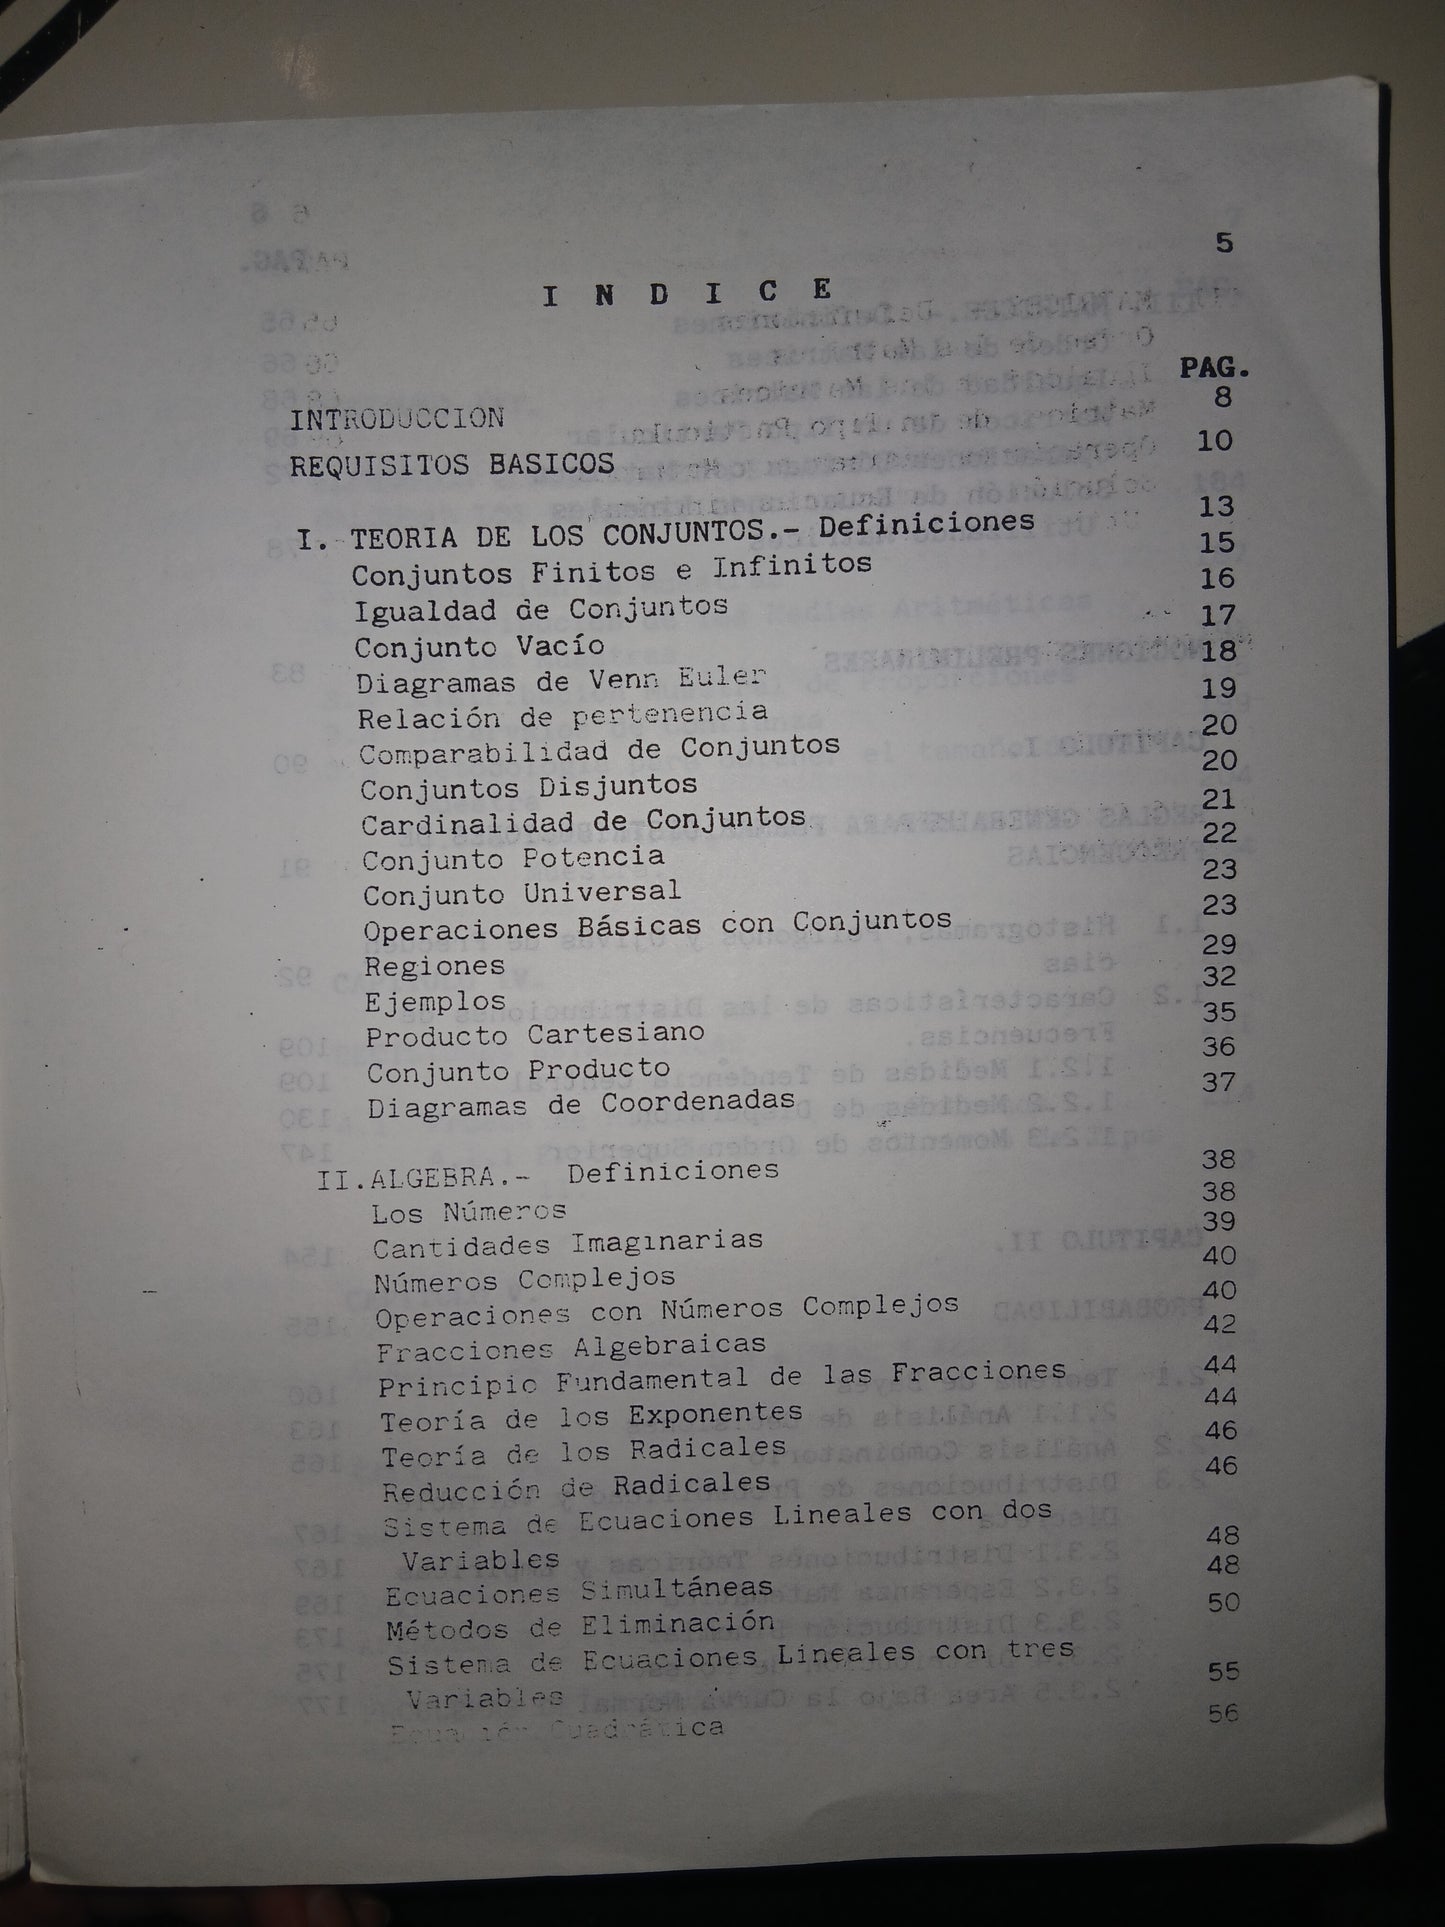 5
I N D I C E
PAG.
INTRODUCCION 8
REQUISITOS BASICOS 10
I. TEORIA DE LOS CONJUNTOS.- Definiciones 13
Conjuntos Finitos e Infinitos 15
Igualdad de Conjuntos 16
Conjunto Vacío 17
Diagramas de Venn Euler 18
Relación de pertenencia 19
Comparabilidad de Conjuntos 20
Conjuntos Disjuntos 20
Cardinalidad de Conjuntos 21
Conjunto Potencia 22
Conjunto Universal 23
Operaciones Básicas con Conjuntos 23
Regiones 29
Ejemplos 32
Producto Cartesiano 35
Conjunto Producto 36
Diagramas de Coordenadas 37
II.ALGEBRA.- Definiciones 38
Los Números 38
Cantidades Imaginarias 39
Números Complejos 40
Operaciones con Números Complejos 40
Fracciones Algebraicas 42
Principio Fundamental de las Fracciones 44
Teoría de los Exponentes 44
Teoría de los Radicales 46
Reducción de Radicales 46
Sistema de Ecuaciones Lineales con dos
Variables 48
Ecuaciones Simultáneas 48
Métodos de Eliminación 50
Sistema de Ecuaciones Lineales con tres
Variables 55
Ecuación Cuadrática 56